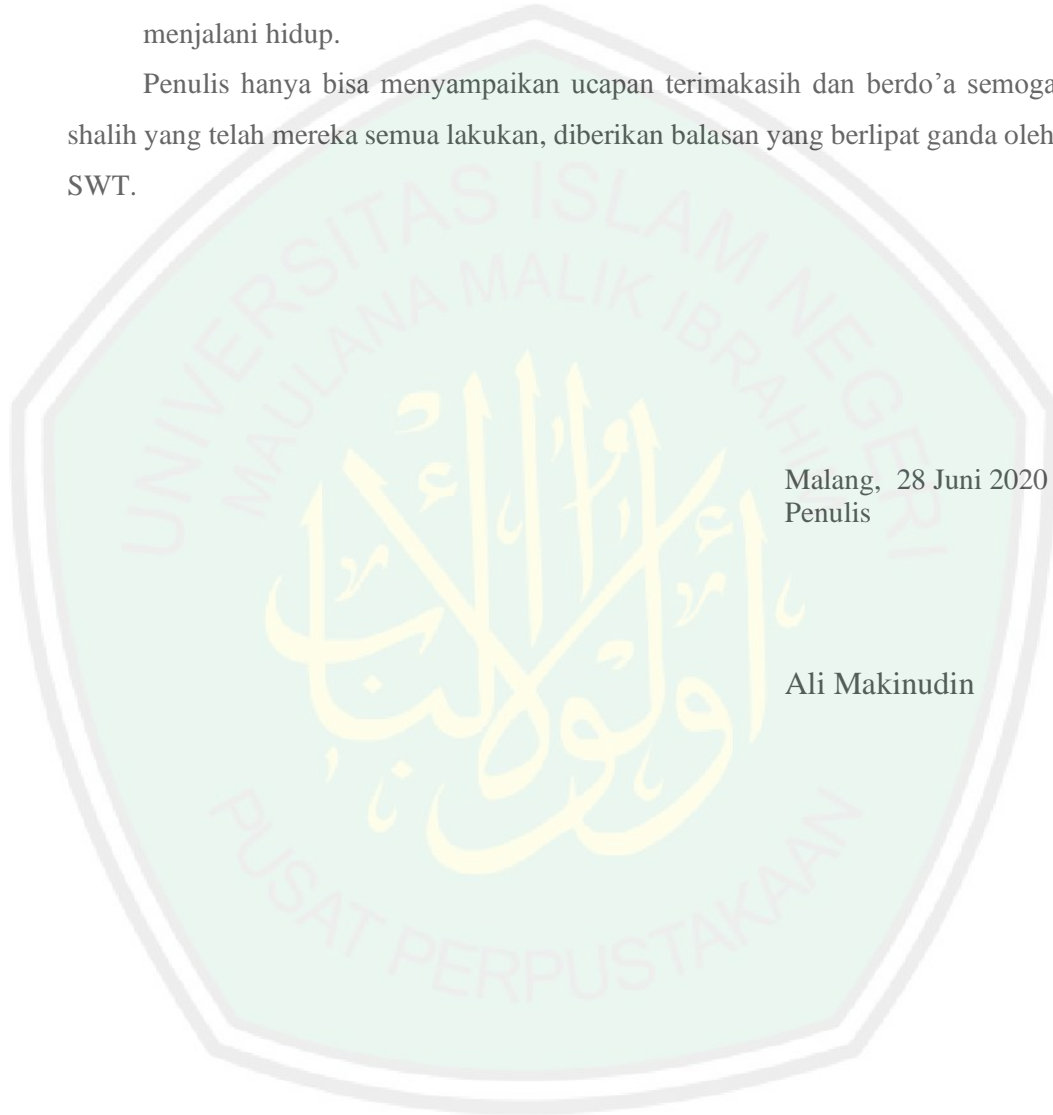 menjalani hidup.
Penulis hanya bisa menyampaikan ucapan terimakasih dan berdo’a semoga
shalih yang telah mereka semua lakukan, diberikan balasan yang berlipat ganda oleh
SWT.
UNIVERSITAS ISLAM NEGERI
MAULANA MALIK IBRAHIM
Malang, 28 Juni 2020
Penulis
أولوا الألباب
Ali Makinudin
PUSAT PERPUSTAKAAN